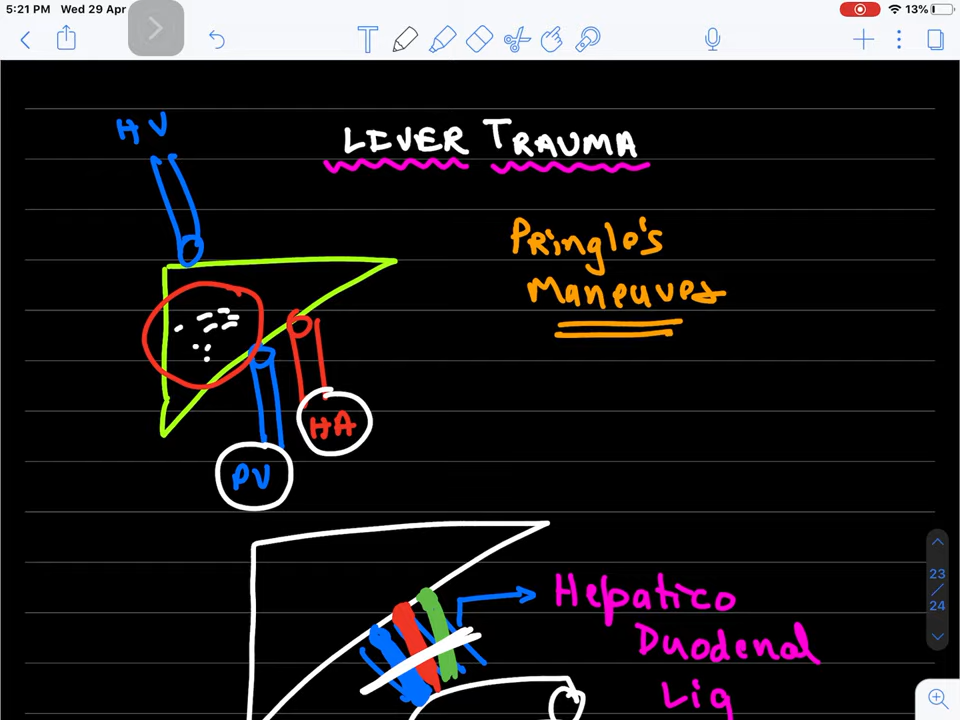 5:21 PM Wed 29 Apr
13%
HV
LIVER TRAUMA
Pringle's
Maneuver
HA
PV
Hepatico
Duodenal
Lig
23
/
24